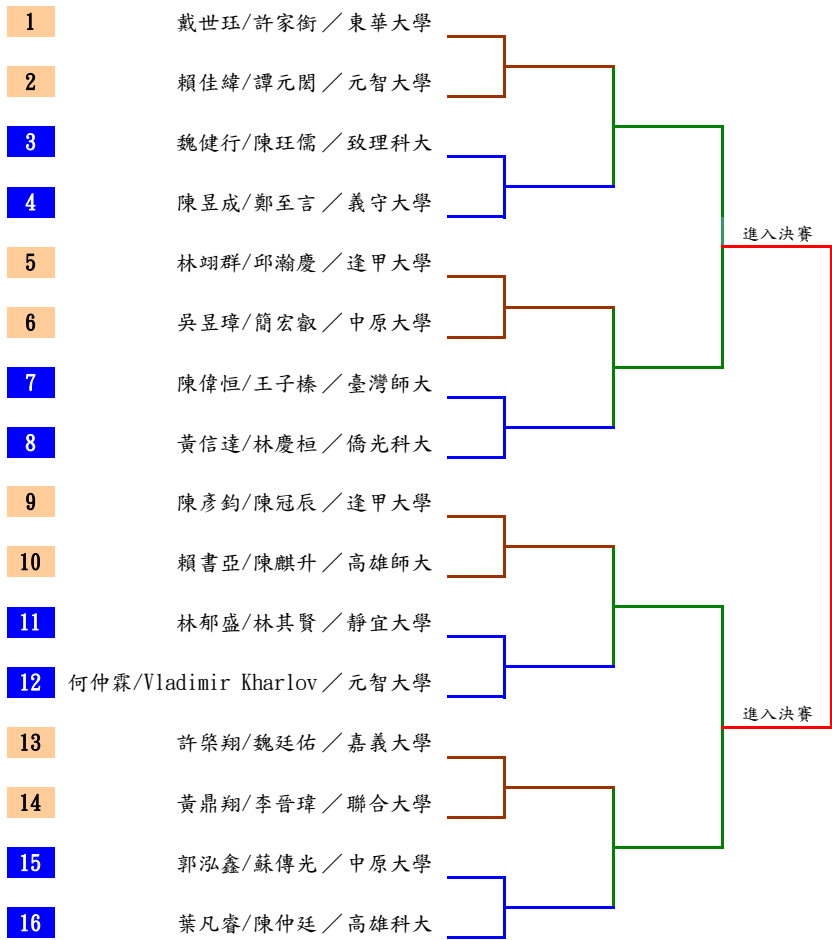 1 戴世玨/許家銜／東華大學
2 賴佳緯/譚元閎／元智大學
3 魏健行/陳玨儒／致理科大
4 陳昱成/鄭至言／義守大學
進入決賽
5 林翊群/邱瀚慶／逢甲大學
6 吳昱璋/簡宏叡／中原大學
7 陳偉恒/王子榛／臺灣師大
8 黃信達/林慶桓／僑光科大
9 陳彥鈞/陳冠辰／逢甲大學
10 賴書亞/陳麒升／高雄師大
11 林郁盛/林其賢／靜宜大學
12 何仲霖/Vladimir Kharlov／元智大學
進入決賽
13 許棨翔/魏廷佑／嘉義大學
14 黃鼎翔/李晉瑋／聯合大學
15 郭泓鑫/蘇傳光／中原大學
16 葉凡睿/陳仲廷／高雄科大